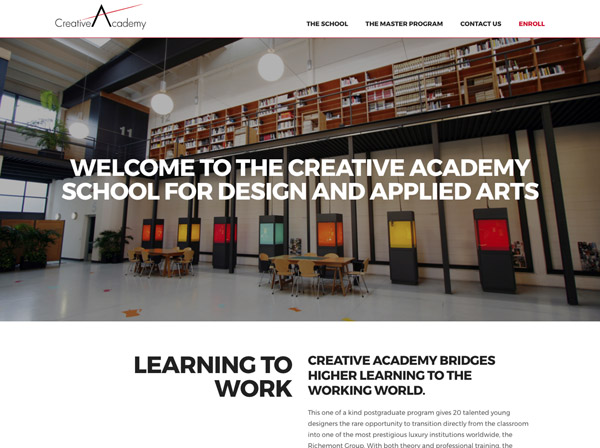 Creative Academy
THE SCHOOL THE MASTER PROGRAM CONTACT US ENROLL
11
WELCOME TO THE CREATIVE ACADEMY
SCHOOL FOR DESIGN AND APPLIED ARTS
LEARNING TO
WORK
CREATIVE ACADEMY BRIDGES
HIGHER LEARNING TO THE
WORKING WORLD.
This one of a kind postgraduate program gives 20 talented young
designers the rare opportunity to transition directly from the classroom
into one of the most prestigious luxury institutions worldwide, the
Richemont Group. With both theory and professional training, the